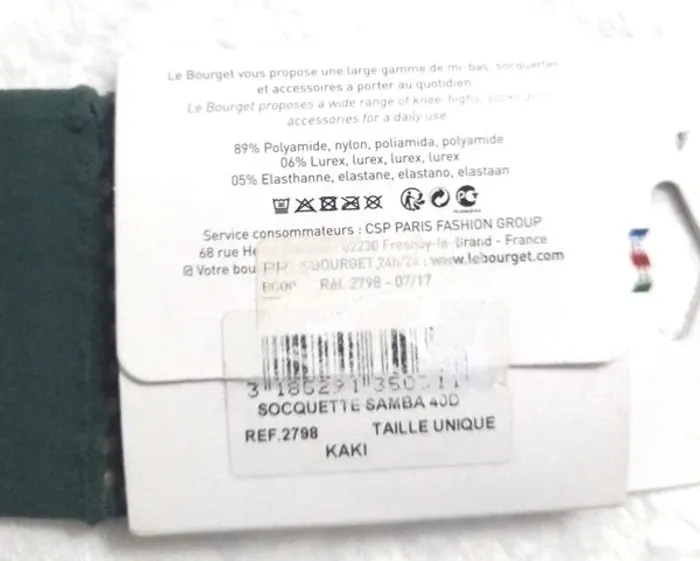 Le Bourget vous propose une large gamme de mi-bas, socquettes
et accessoires à porter au quotidien
Le Bourget proposes a wide range of knee-highs, socks
accessories for a daily use
89% Polyamide, nylon, poliamida, polyamide
06% Lurex, lurex, lurex, lurex
05% Elasthanne, elastane, elastano, elastaan
Service consommateurs : CSP PARIS FASHION GROUP
68 rue 02230 Fresnoy-le-Grand - France
Votre BOURGET 24h/24 : www.lebourget.com
Réf. 2798 - 07/17
SOCQUETTE SAMBA 40D
REF.2798 TAILLE UNIQUE
KAKI